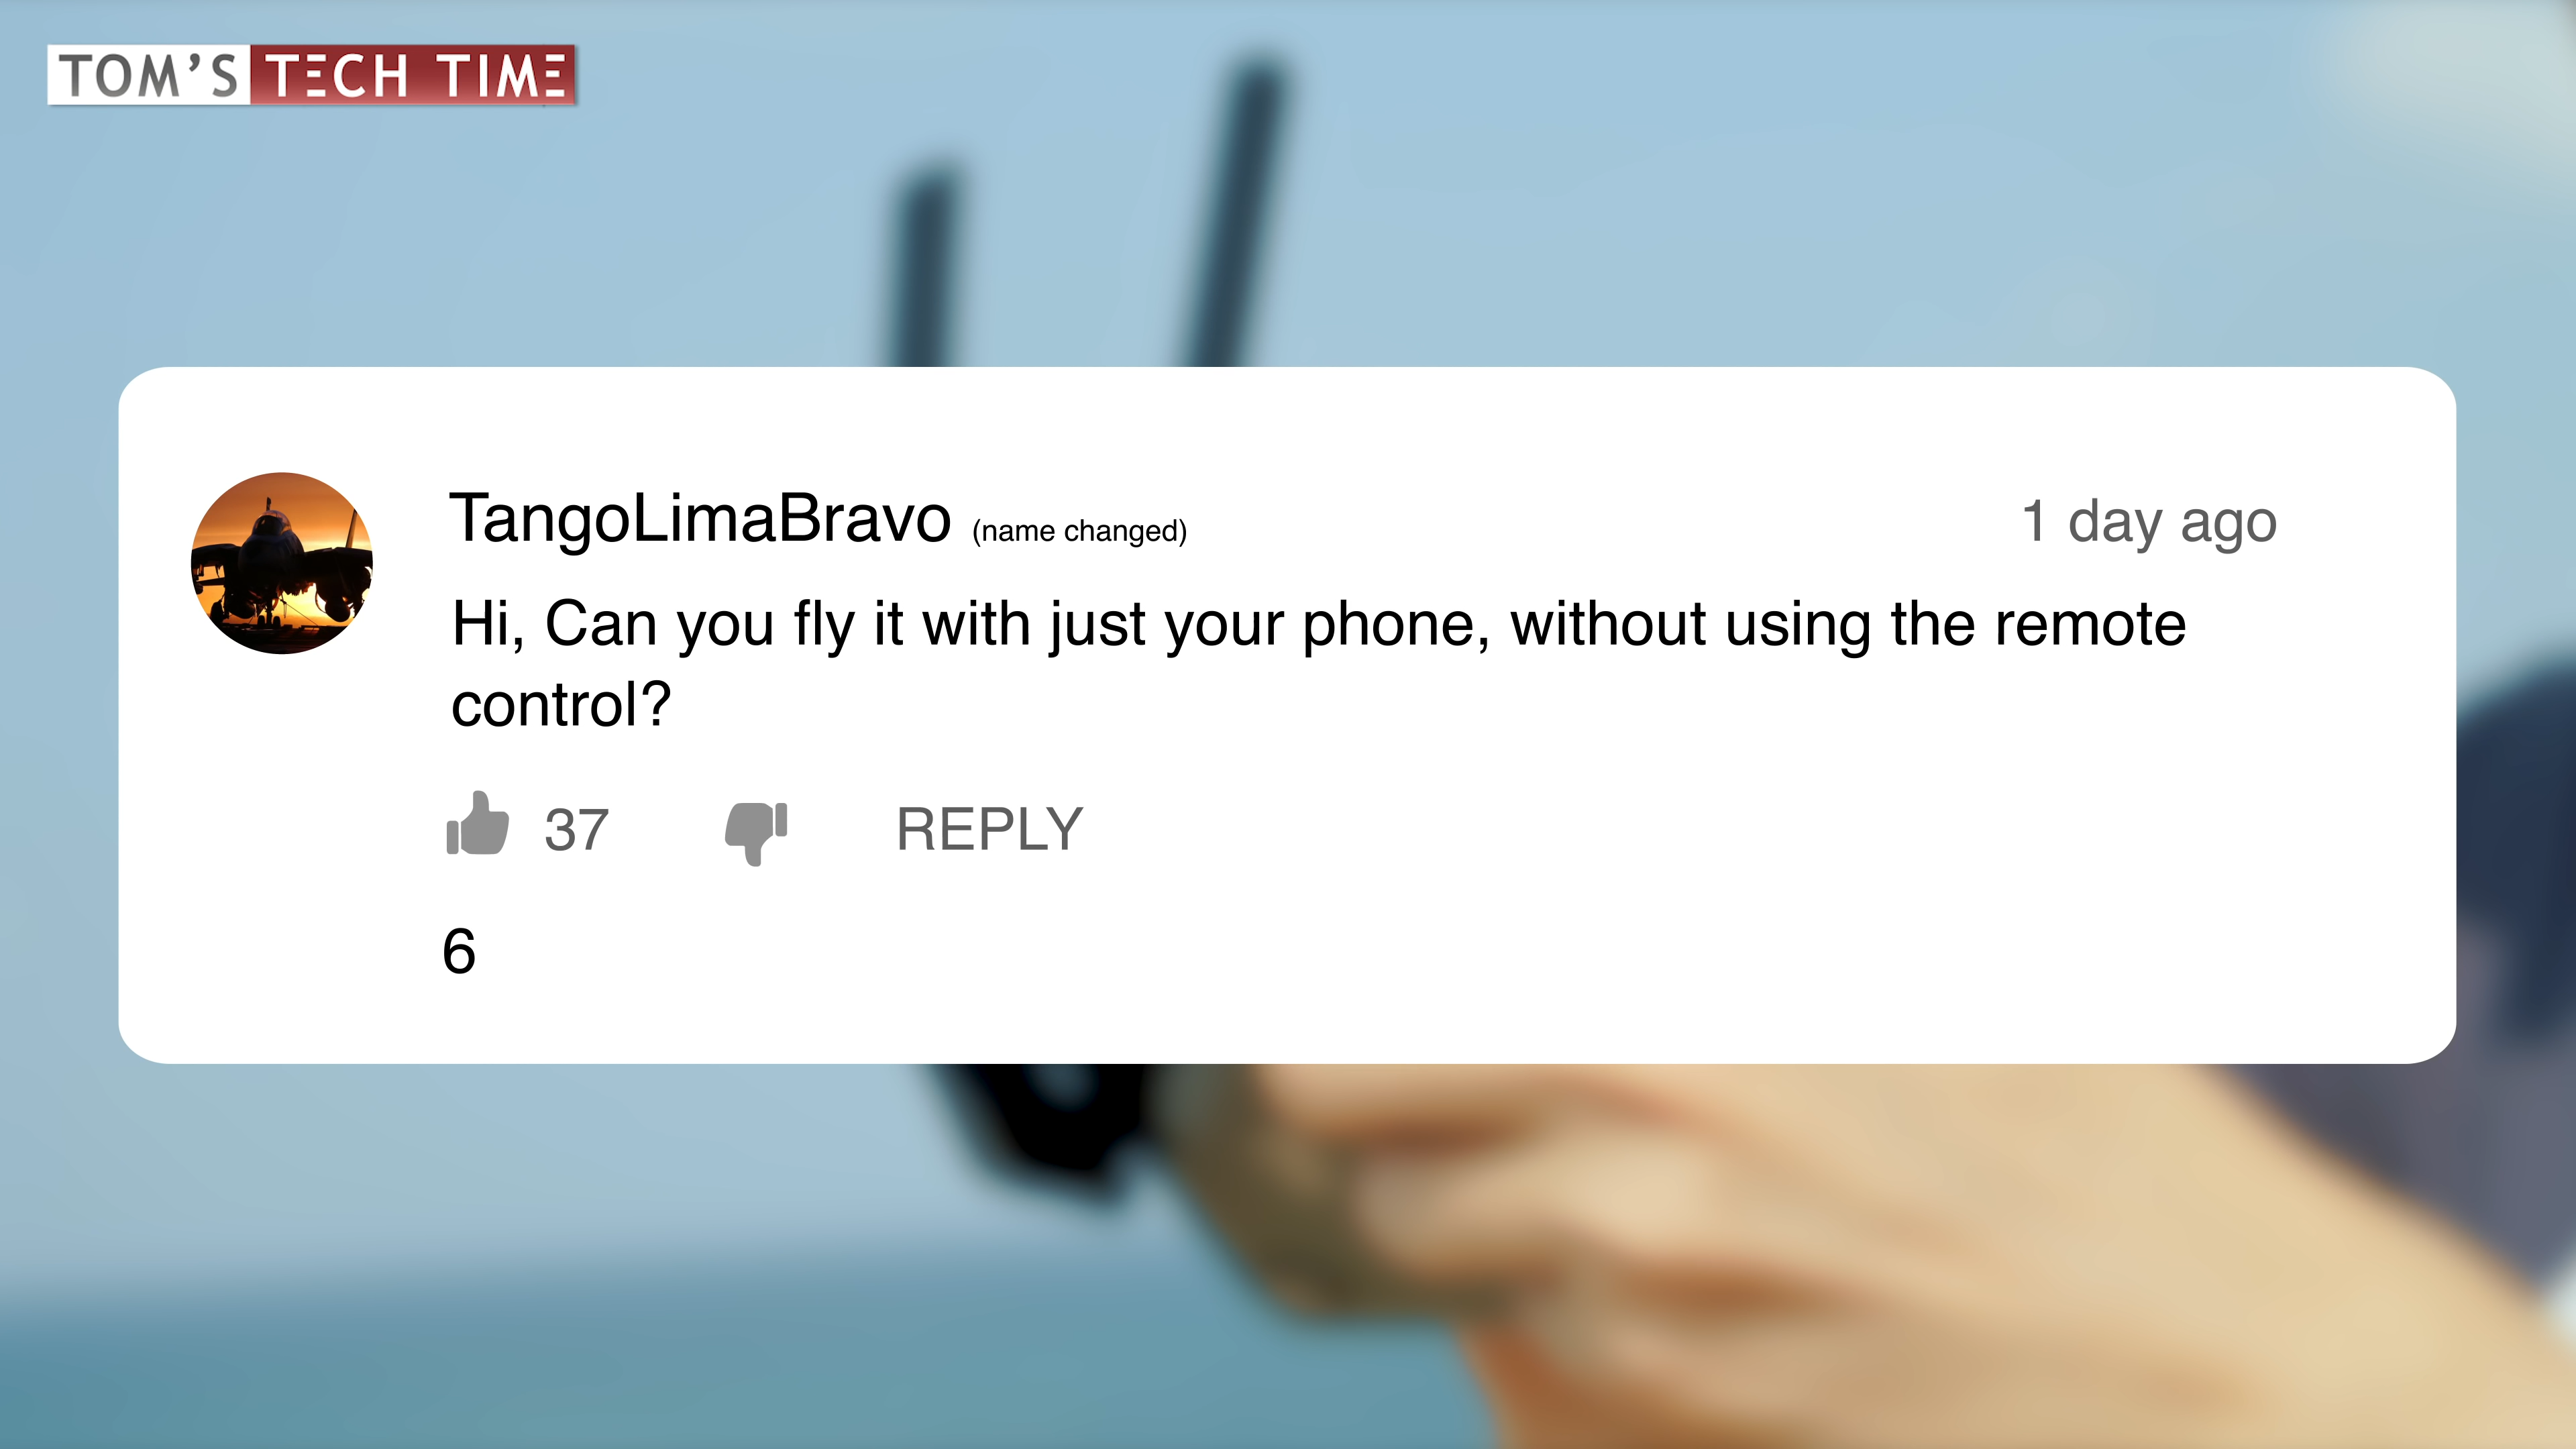 TOM'S TECH TIME
TangoLimaBravo (name changed)
1 day ago
Hi, Can you fly it with just your phone, without using the remote
control?
37
REPLY
6